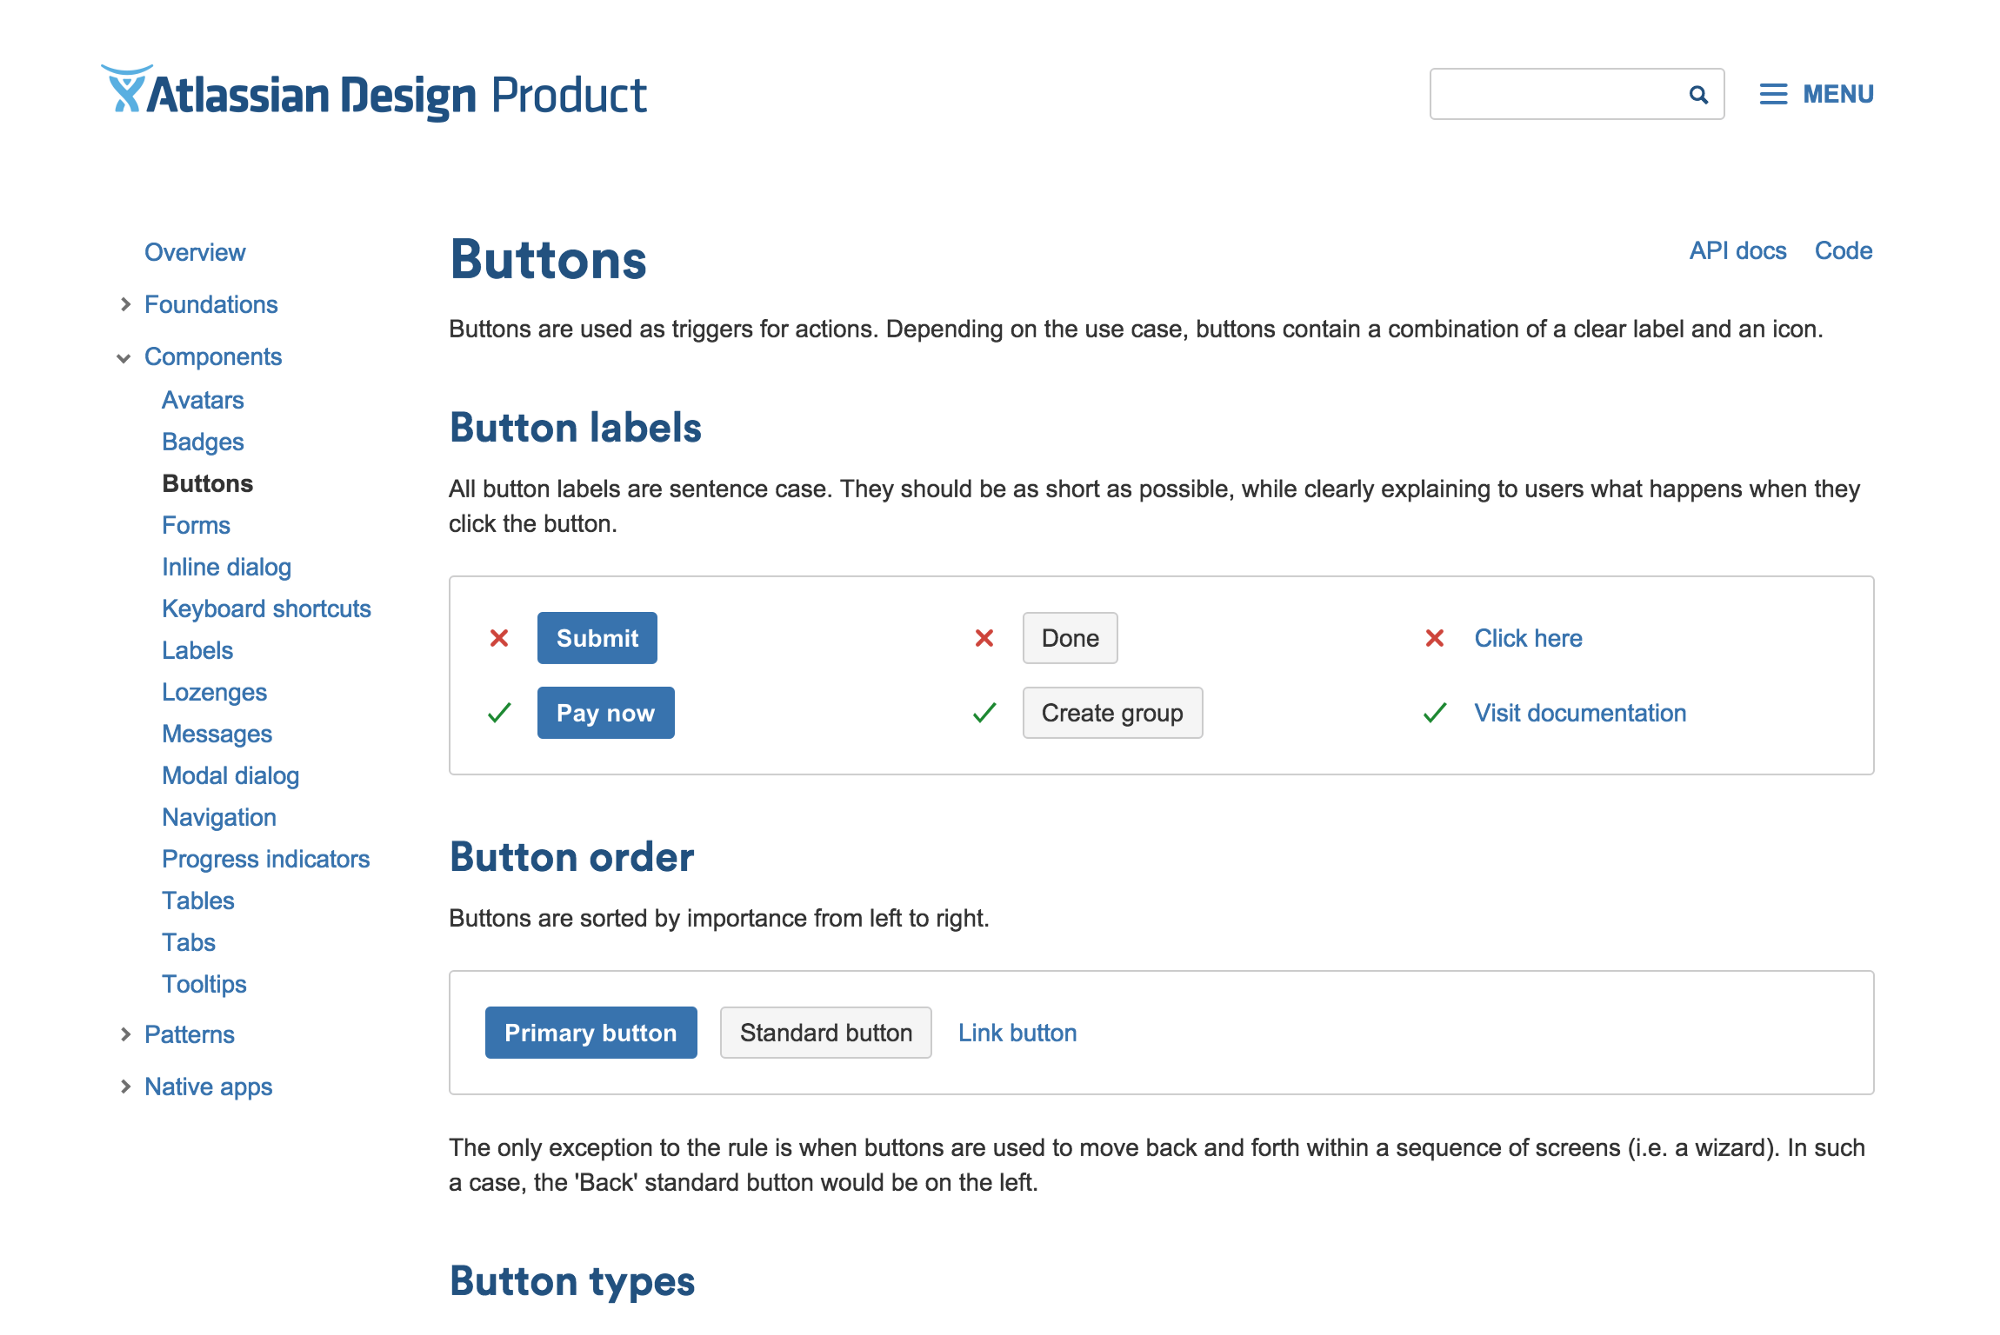 Atlassian Design Product
MENU
Overview
Foundations
Components
Avatars
Badges
Buttons
Forms
Inline dialog
Keyboard shortcuts
Labels
Lozenges
Messages
Modal dialog
Navigation
Progress indicators
Tables
Tabs
Tooltips
Patterns
Native apps
Buttons
API docs Code
Buttons are used as triggers for actions. Depending on the use case, buttons contain a combination of a clear label and an icon.
Button labels
All button labels are sentence case. They should be as short as possible, while clearly explaining to users what happens when they
click the button.
Submit Done Click here
Pay now Create group Visit documentation
Button order
Buttons are sorted by importance from left to right.
Primary button Standard button Link button
The only exception to the rule is when buttons are used to move back and forth within a sequence of screens (i.e. a wizard). In such
a case, the 'Back' standard button would be on the left.
Button types